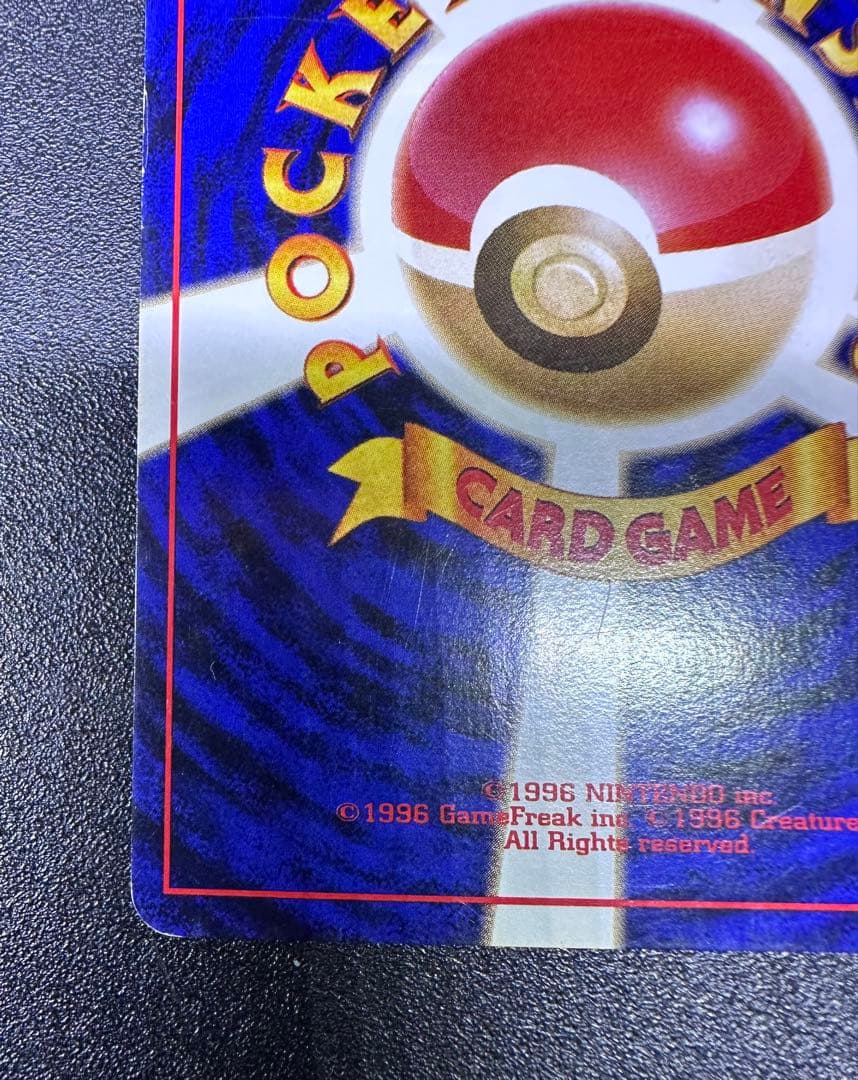 POCKE
CARD GAME
©1996 NINTENDO inc.
©1996 GameFreak inc. ©1996 Creature
All Rights reserved.